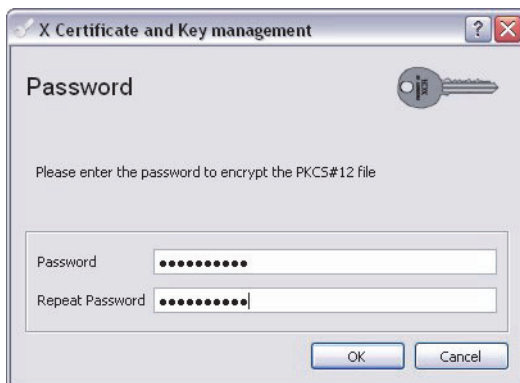 X Certificate and Key management
Password
Please enter the password to encrypt the PKCS#12 file
Password ●●●●●●●●●●
Repeat Password ●●●●●●●●●●
OK Cancel